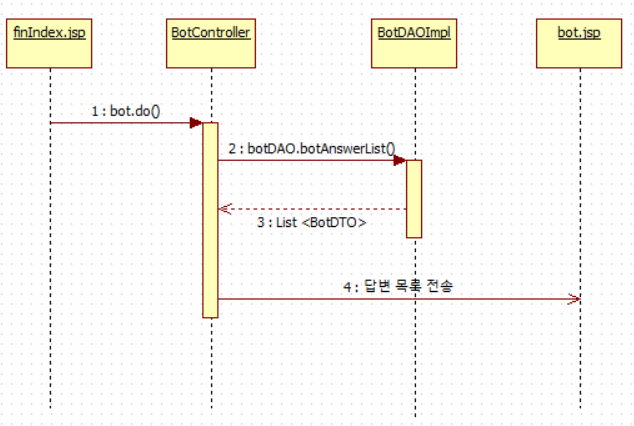 finIndex.jsp
BotController
BotDAOImpl
bot.jsp
1 : bot.do()
2 : botDAO.botAnswerList()
3 : List <BotDTO>
4 : 답변 목록 전송